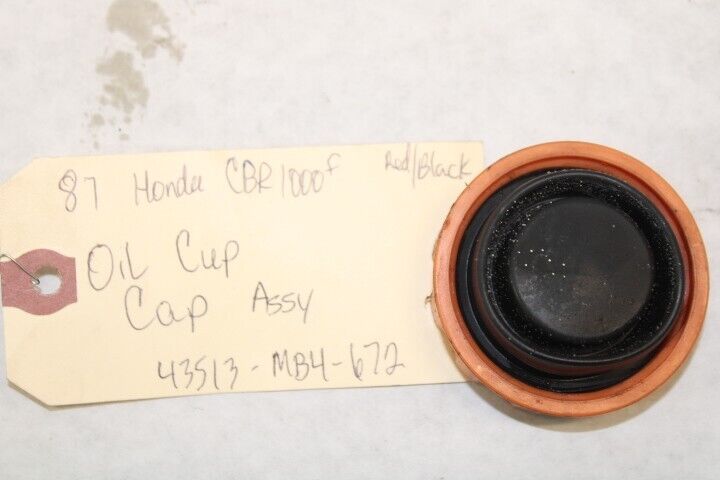 87 Honda CBR1000f Red/Black
Oil Cup
Cap Assy
43513-MB4-672